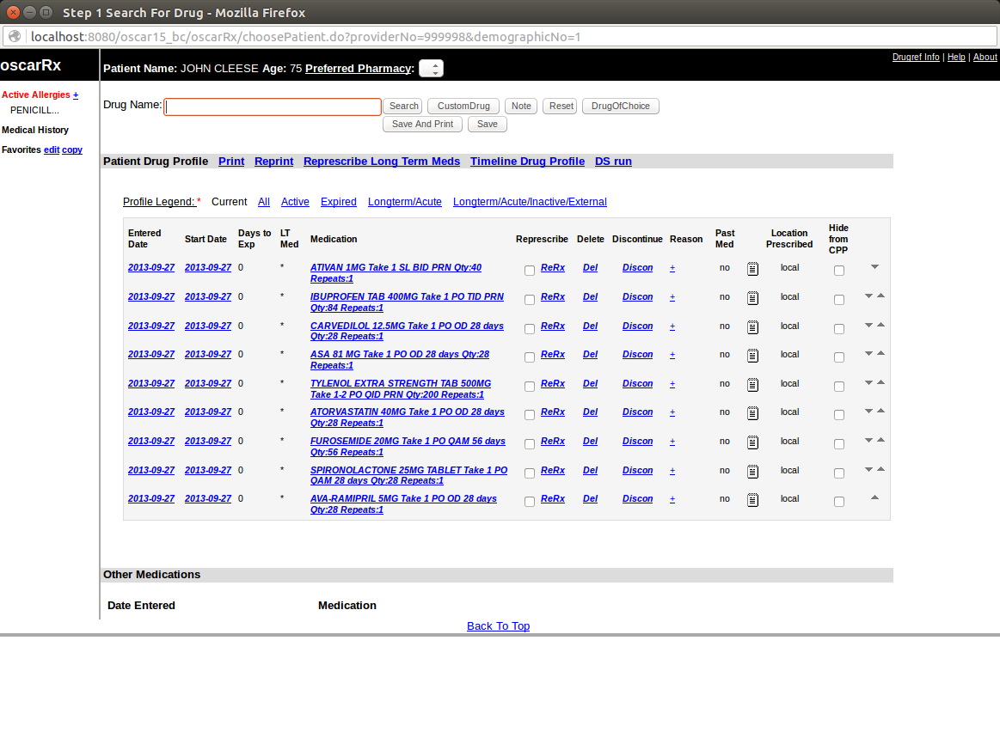 Step 1 Search For Drug - Mozilla Firefox
localhost:8080/oscar15_bc/oscarRx/choosePatient.do?providerNo=999998&demographicNo=1
oscarRx Patient Name: JOHN CLEESE Age: 75 Preferred Pharmacy: Drugref Info | Help | About
Active Allergies +
PENICILL...
Medical History
Favorites edit copy
Drug Name: Search CustomDrug Note Reset DrugOfChoice
Save And Print Save
Patient Drug Profile Print Reprint Represcribe Long Term Meds Timeline Drug Profile DS run
Profile Legend: * Current All Active Expired Longterm/Acute Longterm/Acute/Inactive/External
Entered Date Start Date Days to Exp LT Med Medication Represcribe Delete Discontinue Reason Past Med Location Prescribed Hide from CPP
2013-09-27 2013-09-27 0 * ATIVAN 1MG Take 1 SL BID PRN Qty:40 ReRx Del Discon + no local
Repeats:1
2013-09-27 2013-09-27 0 * IBUPROFEN TAB 400MG Take 1 PO TID PRN ReRx Del Discon + no local
Qty:84 Repeats:1
2013-09-27 2013-09-27 0 * CARVEDILOL 12.5MG Take 1 PO OD 28 days ReRx Del Discon + no local
Qty:28 Repeats:1
2013-09-27 2013-09-27 0 * ASA 81 MG Take 1 PO OD 28 days Qty:28 ReRx Del Discon + no local
Repeats:1
2013-09-27 2013-09-27 0 * TYLENOL EXTRA STRENGTH TAB 500MG ReRx Del Discon + no local
Take 1-2 PO QID PRN Qty:200 Repeats:1
2013-09-27 2013-09-27 0 * ATORVASTATIN 40MG Take 1 PO OD 28 days ReRx Del Discon + no local
Qty:28 Repeats:1
2013-09-27 2013-09-27 0 * FUROSEMIDE 20MG Take 1 PO QAM 56 days ReRx Del Discon + no local
Qty:56 Repeats:1
2013-09-27 2013-09-27 0 * SPIRONOLACTONE 25MG TABLET Take 1 PO ReRx Del Discon + no local
QAM 28 days Qty:28 Repeats:1
2013-09-27 2013-09-27 0 * AVA-RAMIPRIL 5MG Take 1 PO OD 28 days ReRx Del Discon + no local
Qty:28 Repeats:1
Other Medications
Date Entered Medication
Back To Top